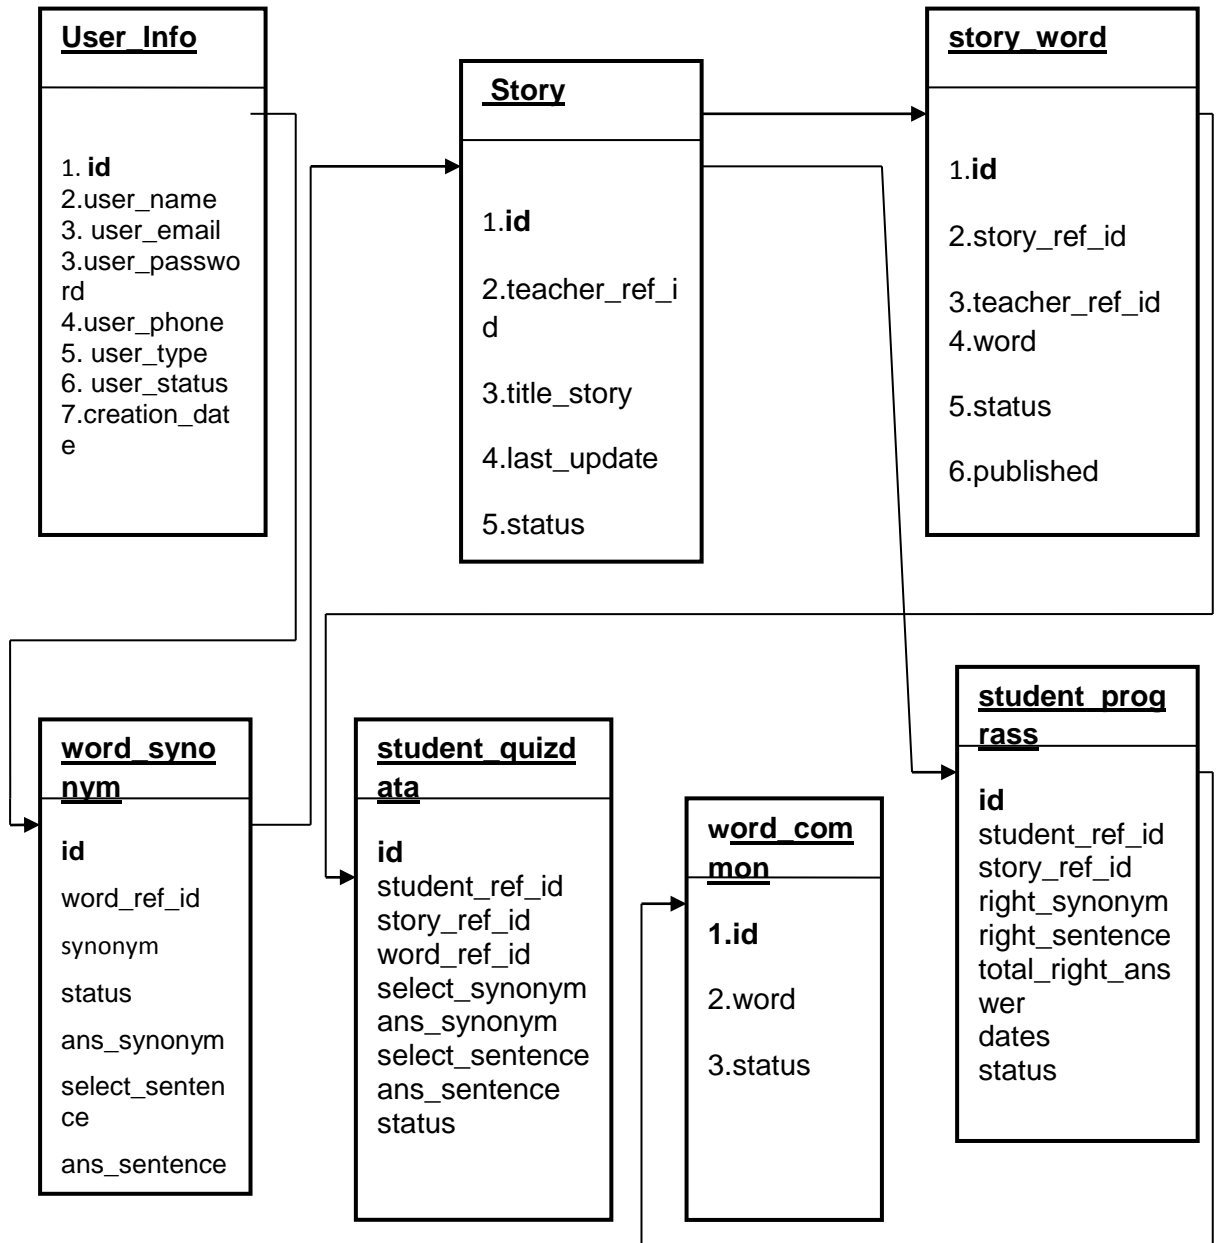 User_Info
1. id
2.user_name
3. user_email
3.user_passwo
rd
4.user_phone
5. user_type
6. user_status
7.creation_dat
e
_Story
1.id
2.teacher_ref_i
d
3.title_story
4.last_update
5.status
story_word
1.id
2.story_ref_id
3.teacher_ref_id
4.word
5.status
6.published
word_syno
nym
id
word_ref_id
synonym
status
ans_synonym
select_senten
ce
ans_sentence
student_quizd
ata
id
student_ref_id
story_ref_id
word_ref_id
select_synonym
ans_synonym
select_sentence
ans_sentence
status
word_com
mon
1.id
2.word
3.status
student_prog
rass
id
student_ref_id
story_ref_id
right_synonym
right_sentence
total_right_ans
wer
dates
status